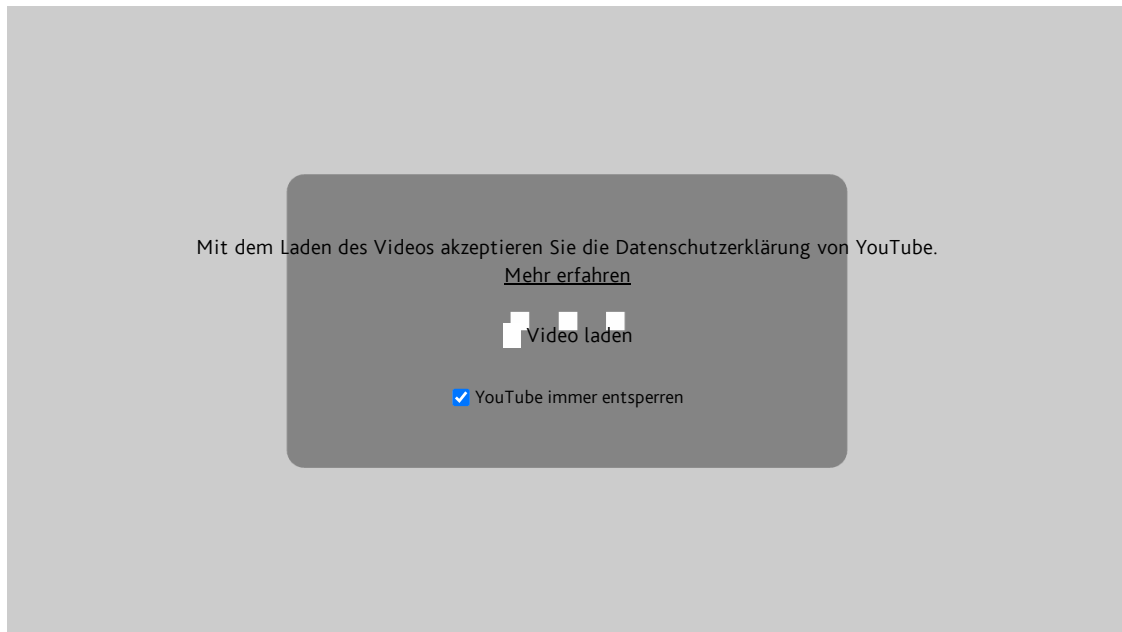 Mit dem Laden des Videos akzeptieren Sie die Datenschutzerklärung von YouTube.
Mehr erfahren
Video laden
YouTube immer entsperren